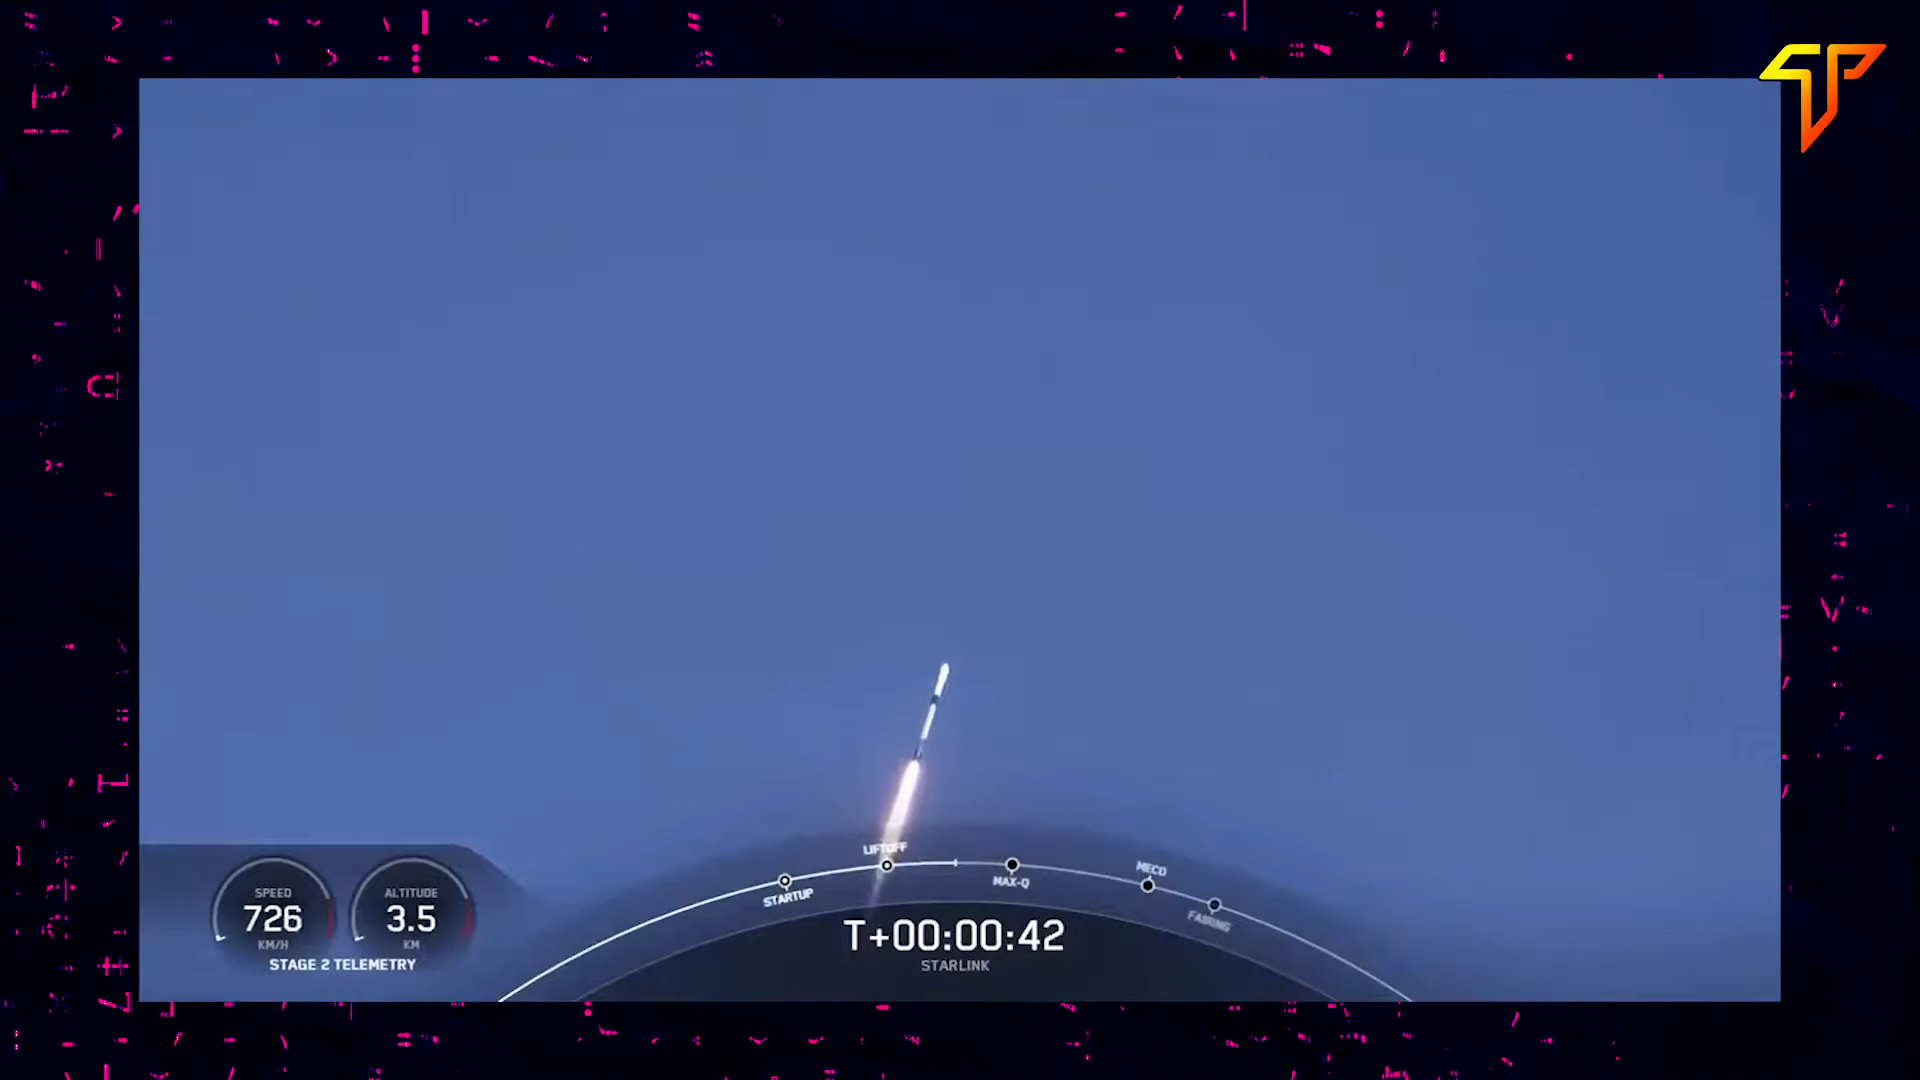 LIFTOFF
STARTUP
MAX-Q
MECO
FAIRING
SPEED
726
KM/H
ALTITUDE
3.5
KM
STAGE 2 TELEMETRY
T+00:00:42
STARLINK